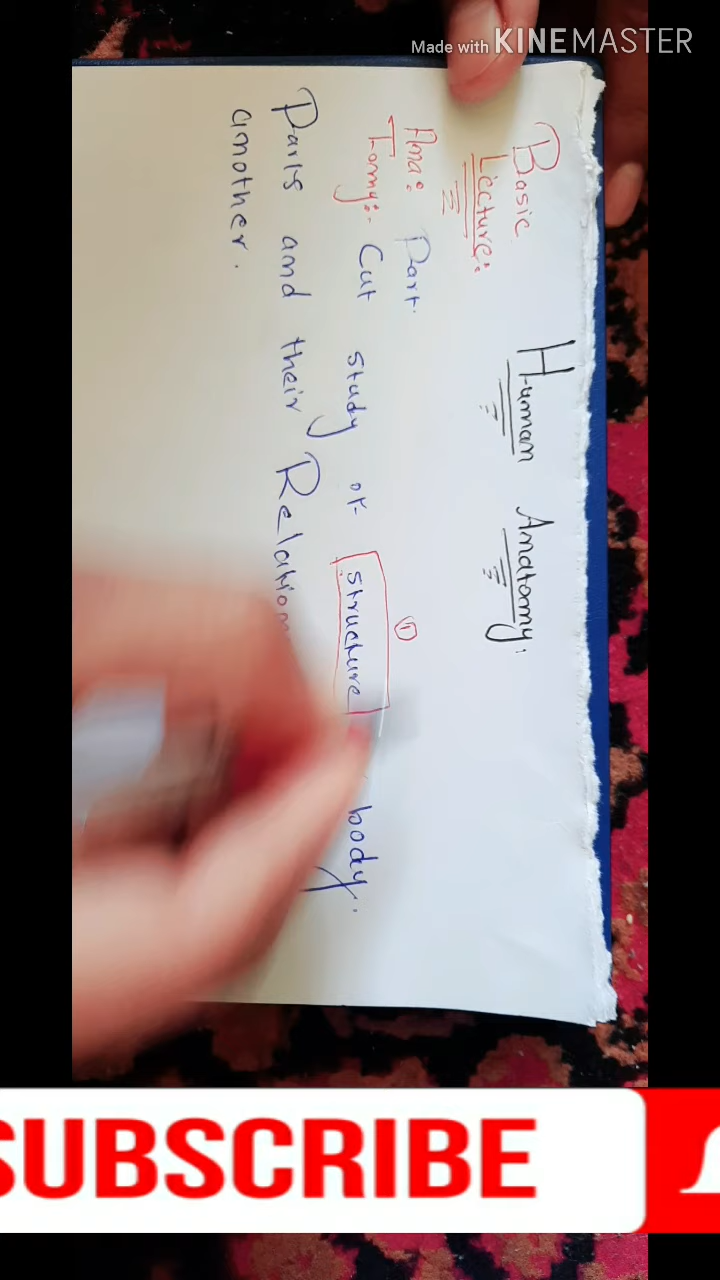 Made with KINEMASTER
Basic
Lecture:
Human Anatomy.
Ana: Part.
Tomy:- Cut study of structure body.
Parts and their Relation
another.
SUBSCRIBE